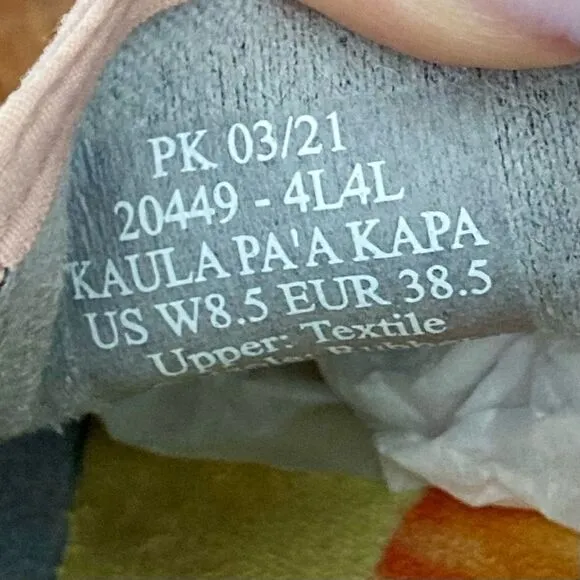 PK 03/21
20449 - 4L4L
KAULA PA'A KAPA
US W8.5 EUR 38.5
Upper: Textile